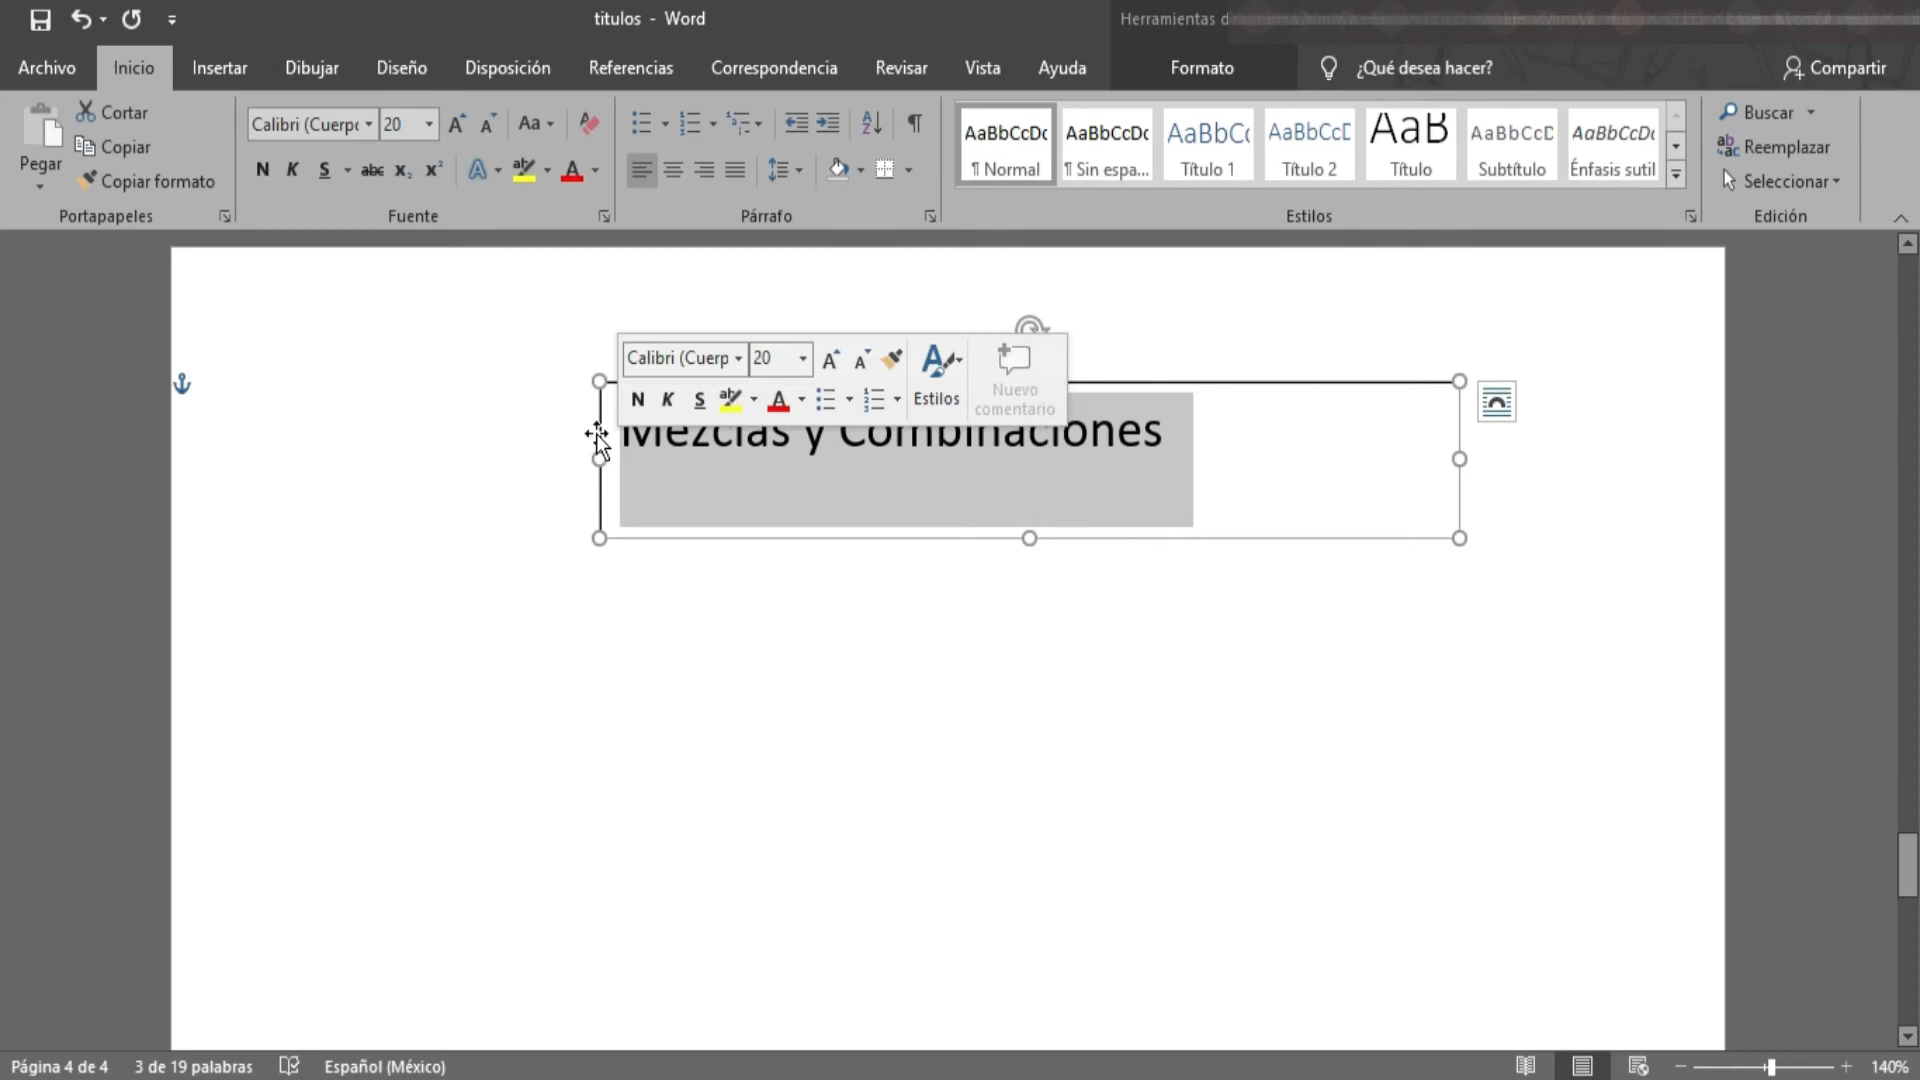 titulos - Word
Herramientas d
Archivo Inicio Insertar Dibujar Diseño Disposición Referencias Correspondencia Revisar Vista Ayuda Formato ¿Qué desea hacer? Compartir
Pegar
Cortar
Copiar
Copiar formato
Portapapeles
Calibri (Cuerpo 20
Aa
N K S abc x₂ x²
Fuente
Párrafo
AaBbCcDc AaBbCcDc AaBbCc AaBbCcD AaB AaBbCcD AaBbCcDc
¶ Normal ¶ Sin espa... Título 1 Título 2 Título Subtítulo Énfasis sutil
Estilos
Buscar
Reemplazar
Seleccionar
Edición
Calibri (Cuerp 20
N K S Estilos
Nuevo comentario
Mezclas y Combinaciones
Página 4 de 4 3 de 19 palabras Español (México) 140%